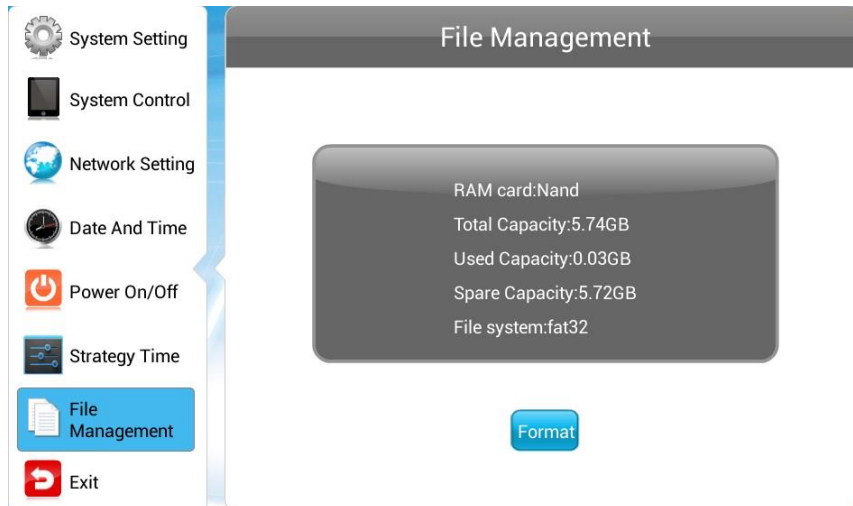 System Setting
System Control
Network Setting
Date And Time
Power On/Off
Strategy Time
File
Management
Exit
File Management
RAM card:Nand
Total Capacity:5.74GB
Used Capacity:0.03GB
Spare Capacity:5.72GB
File system:fat32
Format